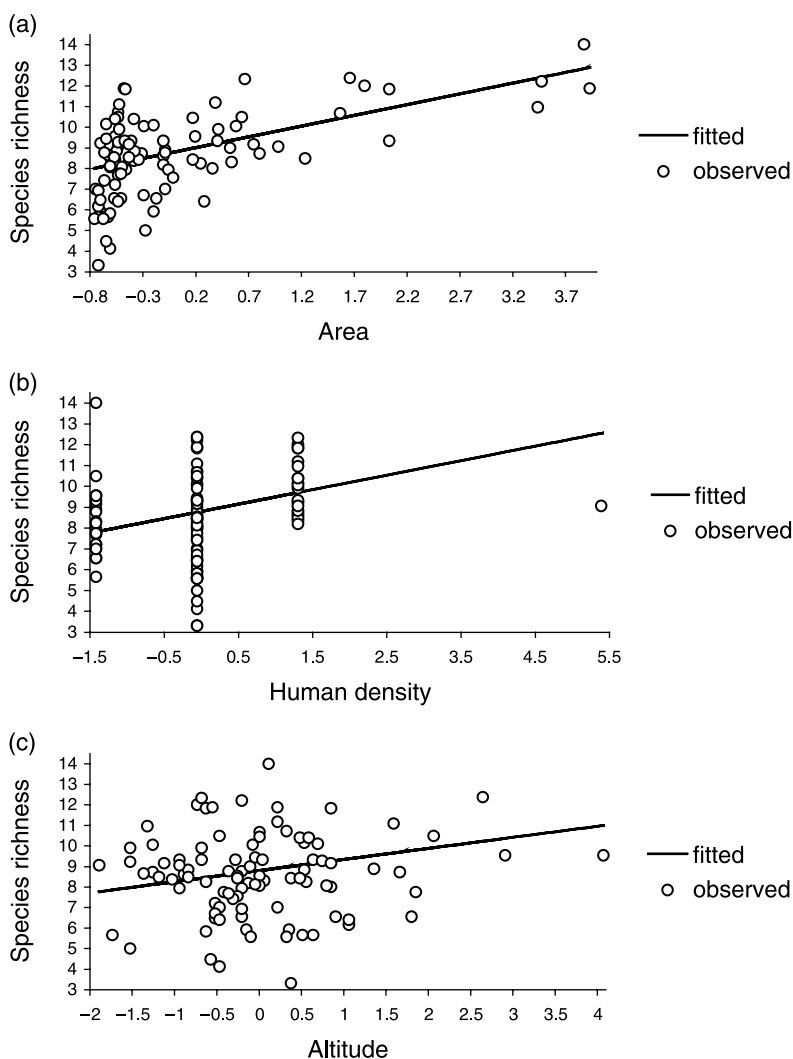 (a)
Species richness
14
13
12
11
10
9
8
7
6
5
4
3
−0.8 −0.3 0.2 0.7 1.2 1.7 2.2 2.7 3.2 3.7
Area
fitted
observed
(b)
Species richness
14
13
12
11
10
9
8
7
6
5
4
3
−1.5 −0.5 0.5 1.5 2.5 3.5 4.5 5.5
Human density
fitted
observed
(c)
Species richness
14
13
12
11
10
9
8
7
6
5
4
3
−2 −1.5 −1 −0.5 0 0.5 1 1.5 2 2.5 3 3.5 4
Altitude
fitted
observed